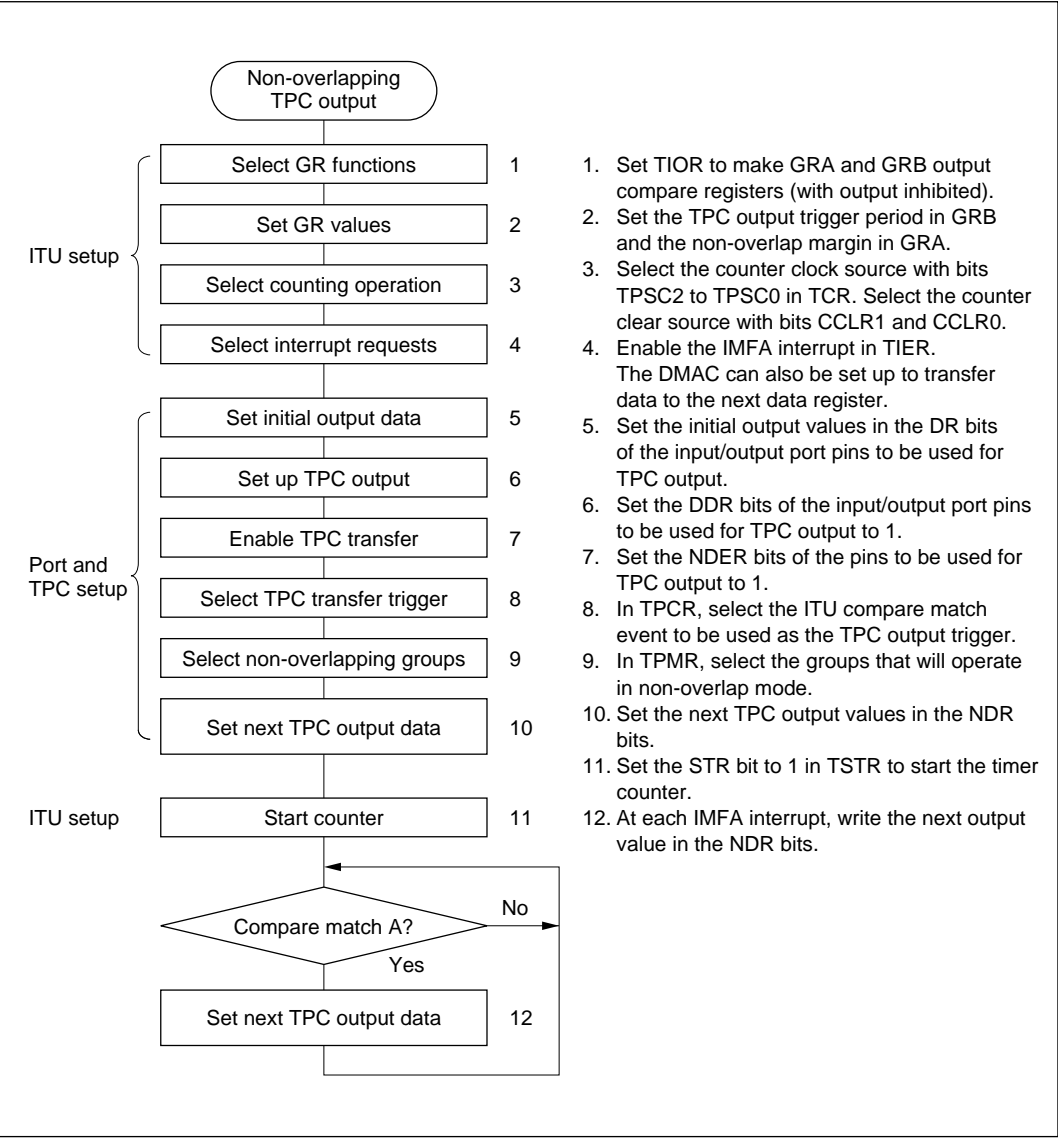 Non-overlapping
TPC output
ITU setup
Select GR functions 1
Set GR values 2
Select counting operation 3
Select interrupt requests 4
Port and
TPC setup
Set initial output data 5
Set up TPC output 6
Enable TPC transfer 7
Select TPC transfer trigger 8
Select non-overlapping groups 9
Set next TPC output data 10
ITU setup
Start counter 11
Compare match A?
No
Yes
Set next TPC output data 12
1. Set TIOR to make GRA and GRB output
compare registers (with output inhibited).
2. Set the TPC output trigger period in GRB
and the non-overlap margin in GRA.
3. Select the counter clock source with bits
TPSC2 to TPSC0 in TCR. Select the counter
clear source with bits CCLR1 and CCLR0.
4. Enable the IMFA interrupt in TIER.
The DMAC can also be set up to transfer
data to the next data register.
5. Set the initial output values in the DR bits
of the input/output port pins to be used for
TPC output.
6. Set the DDR bits of the input/output port pins
to be used for TPC output to 1.
7. Set the NDER bits of the pins to be used for
TPC output to 1.
8. In TPCR, select the ITU compare match
event to be used as the TPC output trigger.
9. In TPMR, select the groups that will operate
in non-overlap mode.
10. Set the next TPC output values in the NDR
bits.
11. Set the STR bit to 1 in TSTR to start the timer
counter.
12. At each IMFA interrupt, write the next output
value in the NDR bits.